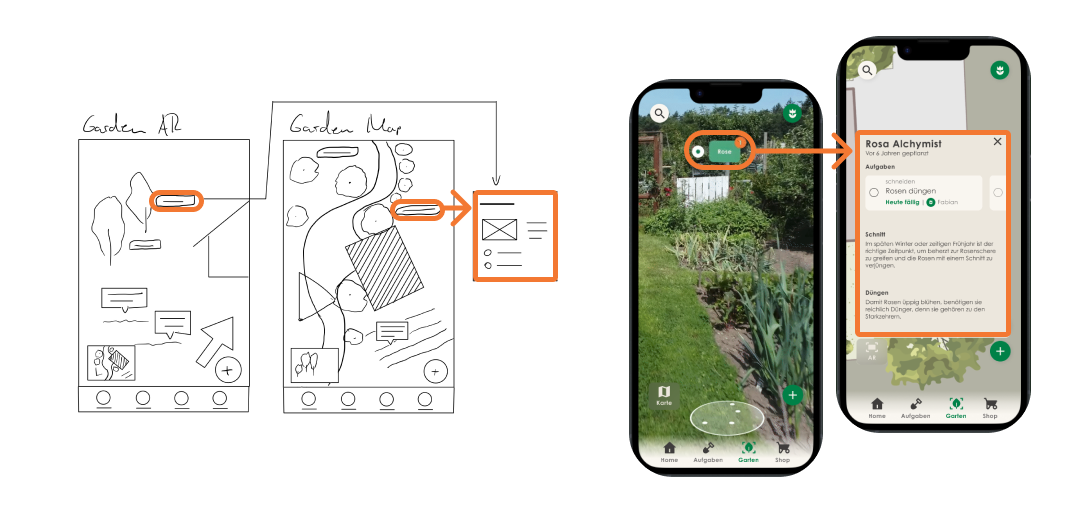 Garden AR
Garden Map
Rose
Karte
Home
Aufgaben
Garten
Shop
Rosa Alchymist
Vor 6 Jahren gepflanzt
Aufgaben
schneiden
Rosen düngen
Heute fällig | Fabian
Schnitt
Im späten Winter oder zeitigen Frühjahr ist der
richtige Zeitpunkt, um beherzt zur Rosenschere
zu greifen und die Rosen mit einem Schnitt zu
verjüngen.
Düngen
Damit Rosen üppig blühen, benötigen sie
reichlich Dünger, denn sie gehören zu den
Starkzehrern.
AR
Home
Aufgaben
Garten
Shop